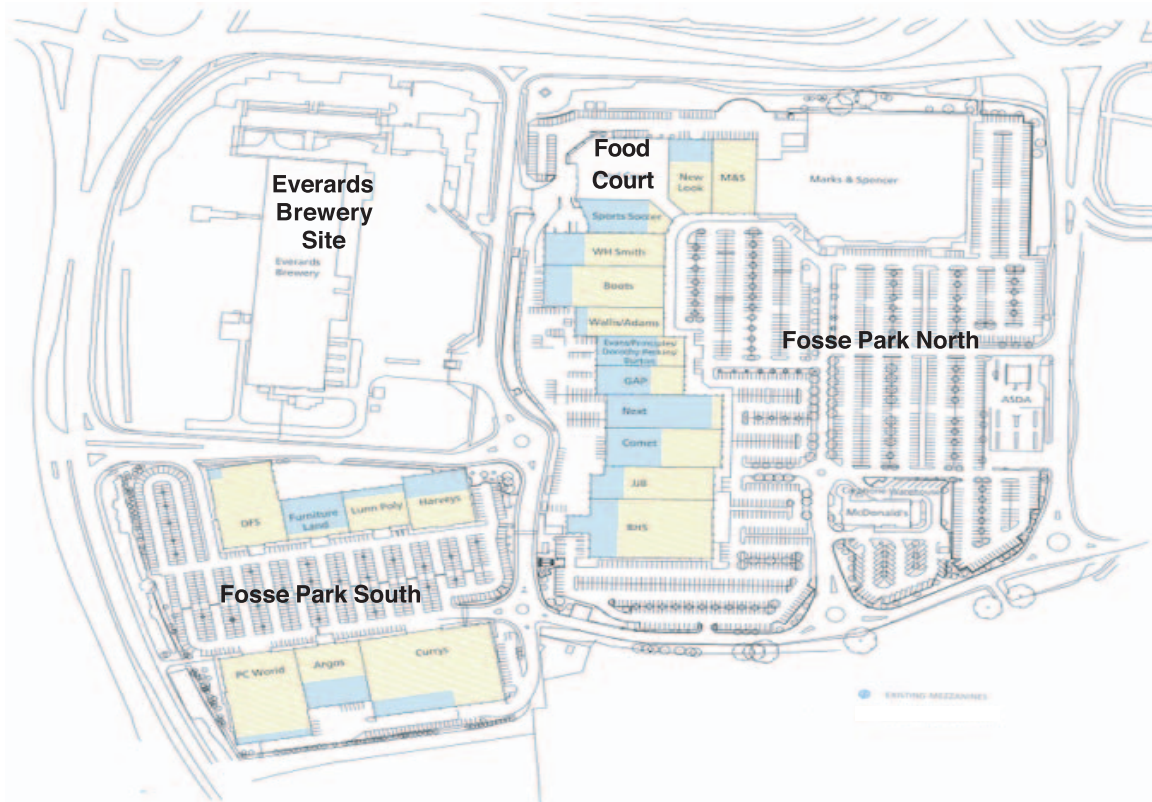 Everards
Brewery
Site
Everards
Brewery
Food
Court
New
Look
M&S
Marks & Spencer
Sports Soccer
WH Smith
Boots
Wallis/Adams
Evans/Principles/
Dorothy Perkins/
Burton
GAP
Next
Comet
JJB
BHS
Fosse Park North
ASDA
McDonald's
DFS
Furniture
Land
Lunn Poly
Harveys
Fosse Park South
PC World
Argos
Currys
EXISTING MEZZANINES